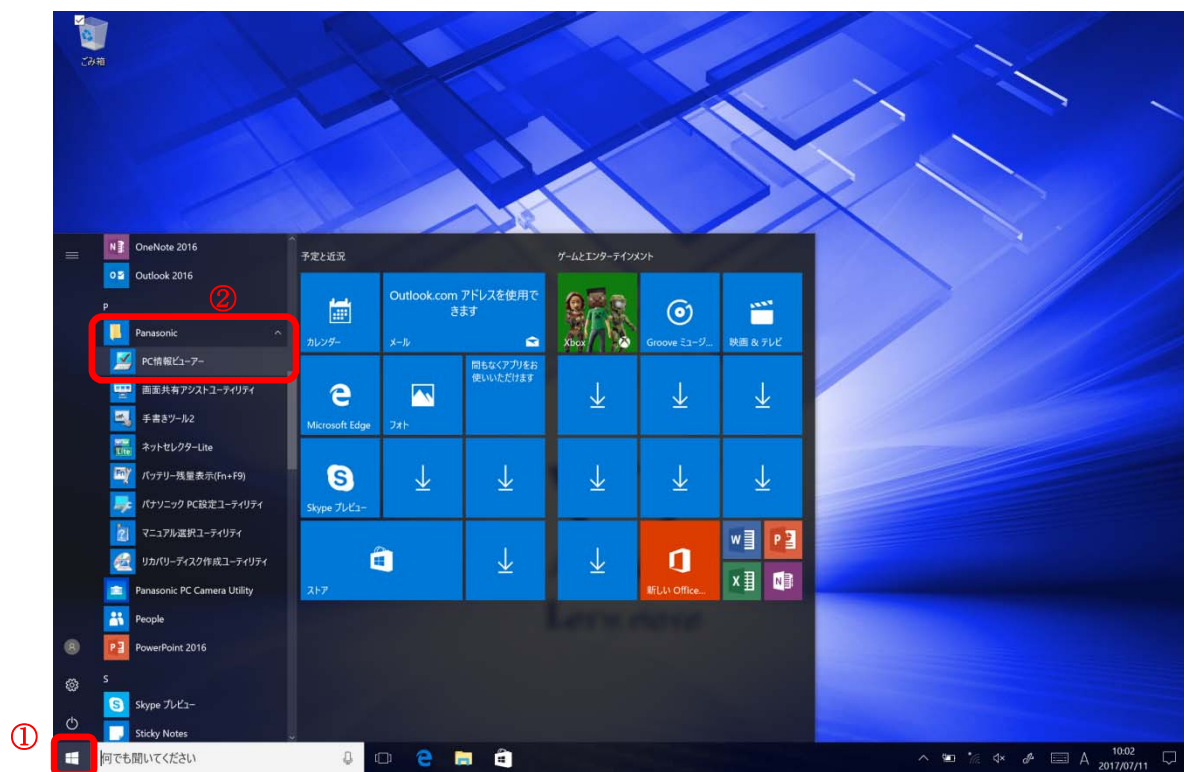 ごみ箱
OneNote 2016
Outlook 2016
②
P
Panasonic
PC情報ビューアー
画面共有アシストユーティリティ
手書きツール2
ネットセレクターLite
バッテリー残量表示(Fn+F9)
パナソニック PC設定ユーティリティ
マニュアル選択ユーティリティ
リカバリーディスク作成ユーティリティ
Panasonic PC Camera Utility
People
PowerPoint 2016
S
Skype プレビュー
Sticky Notes
予定と近況
カレンダー
Outlook.com アドレスを使用で
きます
メール
Microsoft Edge
フォト
間もなくアプリをお
使いいただけます
Skype プレビュー
ストア
ゲームとエンターテインメント
Xbox
Groove ミュージ...
映画 & テレビ
新しい Office...
Let's note
①
何でも聞いてください
A
10:02
2017/07/11